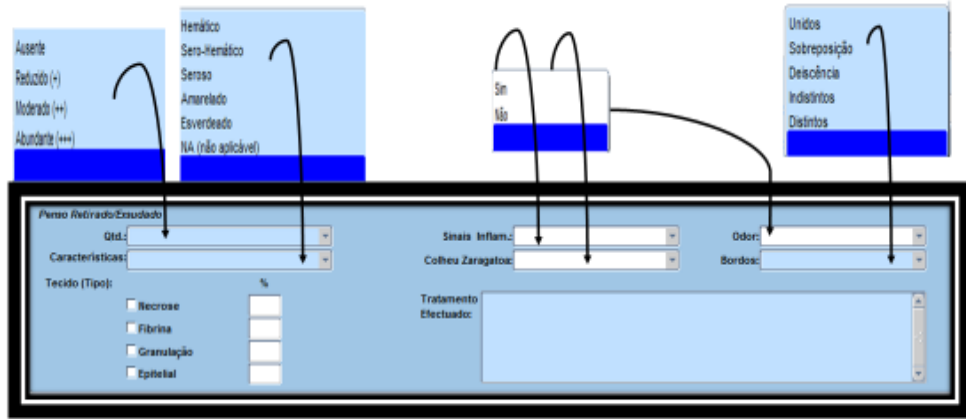 Ausente
Reduzido (+)
Moderado (++)
Abundante (+++)
Hemático
Sero-Hemático
Seroso
Amarelado
Esverdeado
NA (não aplicável)
Sim
Não
Unidos
Sobreposição
Deiscência
Indistintos
Distintos
Penso Retirado/Exsudado
Qtd.:
Sinais Inflam.:
Odor:
Características:
Colheu Zaragatoa:
Bordos:
Tecido (Tipo):
%
Necrose
Fibrina
Granulação
Epitelial
Tratamento
Efectuado: